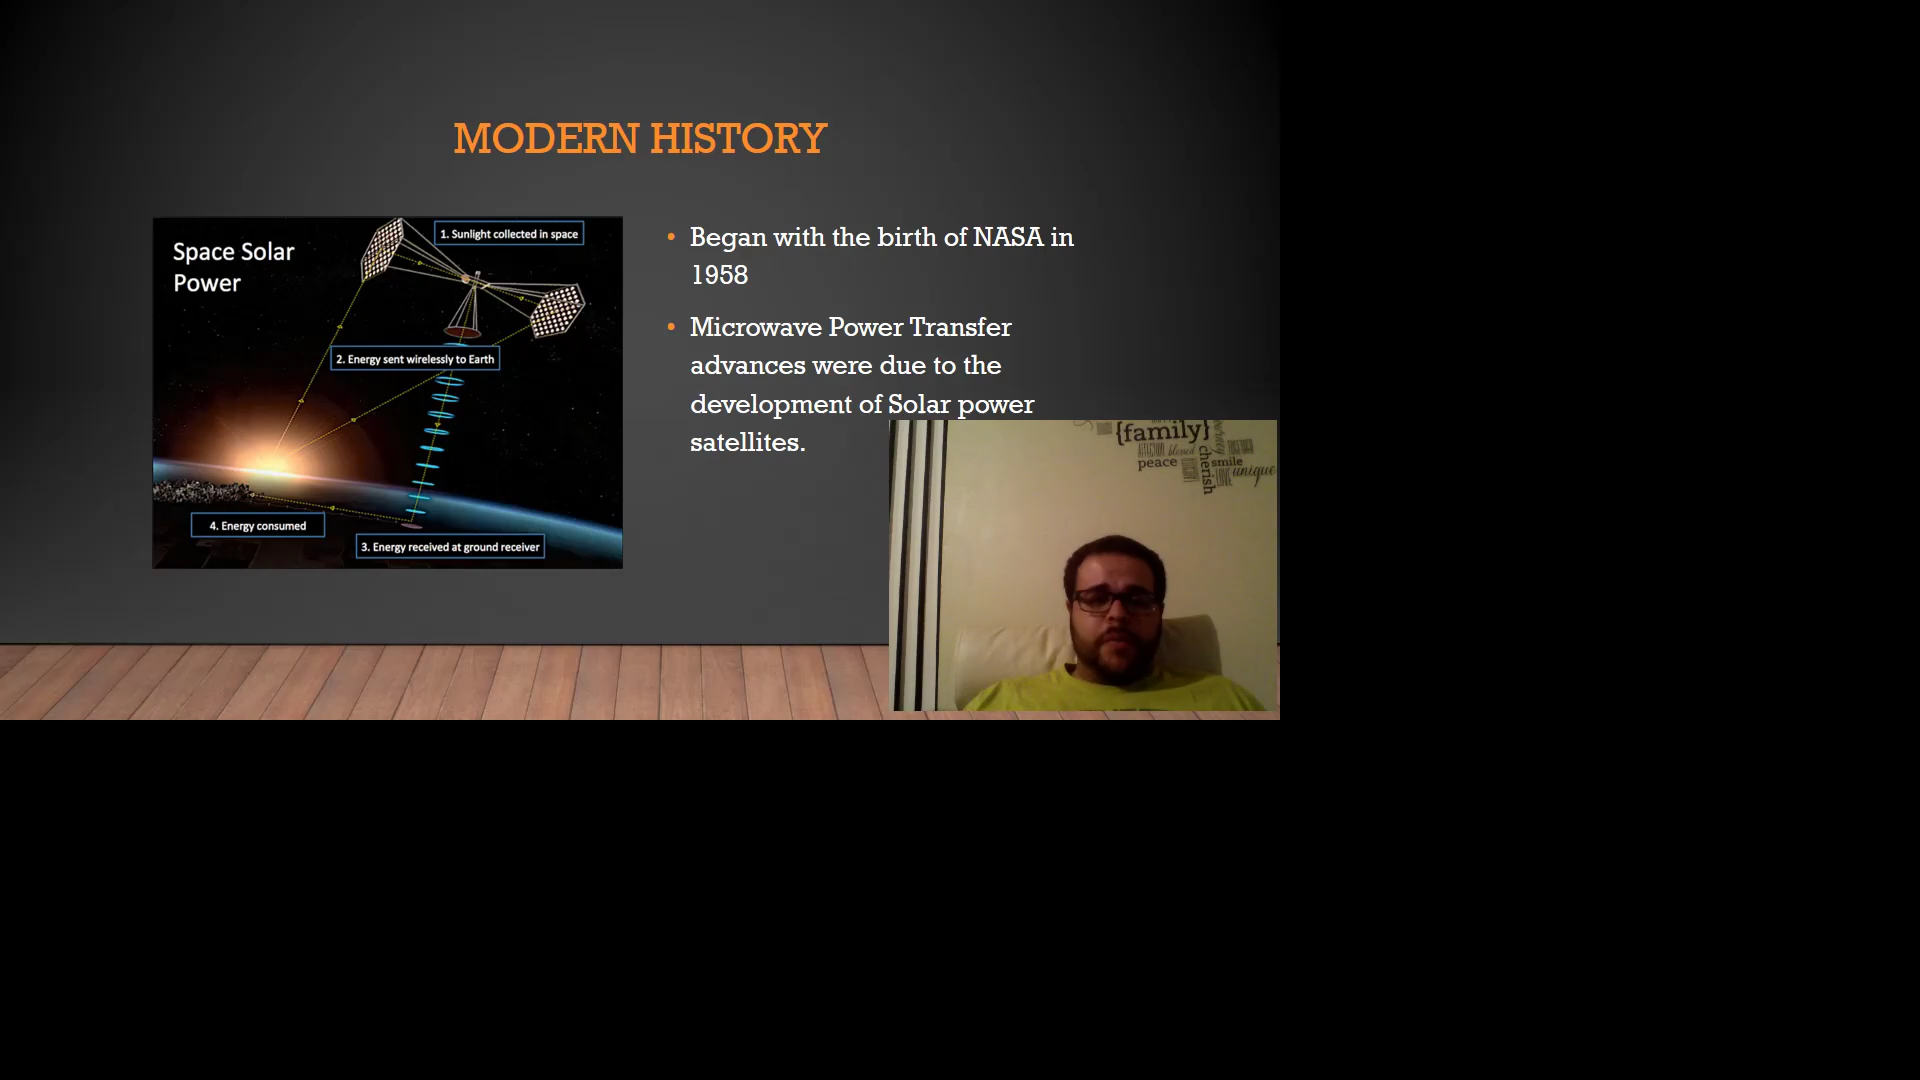 MODERN HISTORY
Space Solar
Power
1. Sunlight collected in space
2. Energy sent wirelessly to Earth
4. Energy consumed
3. Energy received at ground receiver
• Began with the birth of NASA in
1958
• Microwave Power Transfer
advances were due to the
development of Solar power
satellites.
{family}
blessed
peace
cherish
smile
LOVE
unique